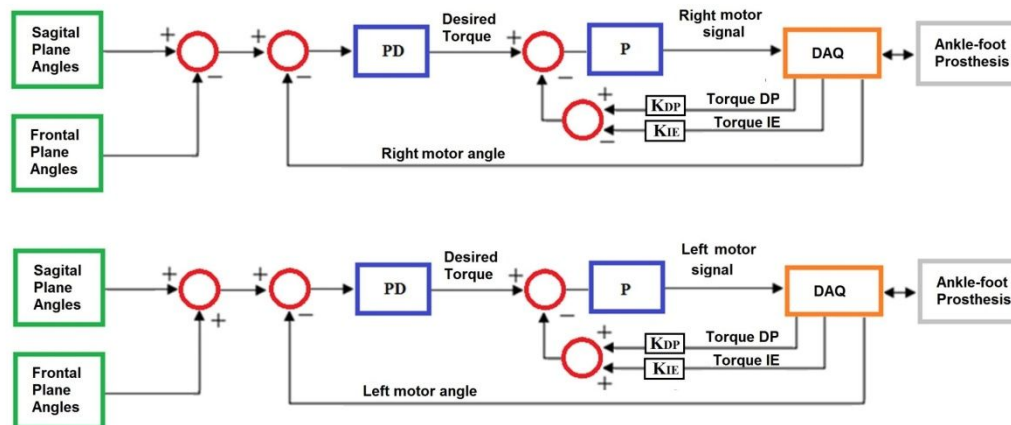 Sagital
Plane
Angles
Frontal
Plane
Angles
+
−
+
−
PD
Desired
Torque
+
−
P
Right motor
signal
DAQ
Ankle-foot
Prosthesis
+
−
KDP
Torque DP
KIE
Torque IE
Right motor angle
Sagital
Plane
Angles
Frontal
Plane
Angles
+
+
+
−
PD
Desired
Torque
+
−
P
Left motor
signal
DAQ
Ankle-foot
Prosthesis
+
+
KDP
Torque DP
KIE
Torque IE
Left motor angle